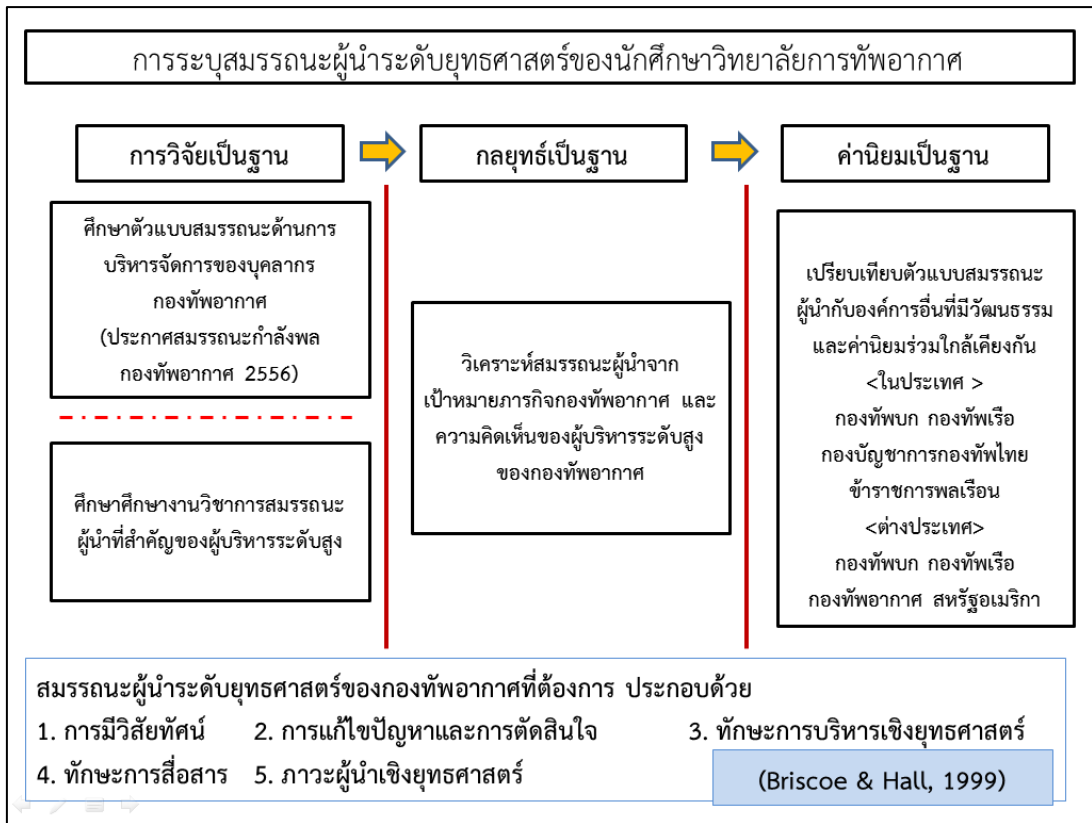 การระบุสมรรถนะผู้นำระดับยุทธศาสตร์ของนักศึกษาวิทยาลัยการทัพอากาศ
การวิจัยเป็นฐาน
ศึกษาตัวแบบสมรรถนะด้านการ
บริหารจัดการของบุคลากร
กองทัพอากาศ
(ประกาศสมรรถนะกำลังพล
กองทัพอากาศ 2556)
ศึกษาศึกษางานวิชาการสมรรถนะ
ผู้นำที่สำคัญของผู้บริหารระดับสูง
กลยุทธ์เป็นฐาน
วิเคราะห์สมรรถนะผู้นำจาก
เป้าหมายภารกิจกองทัพอากาศ และ
ความคิดเห็นของผู้บริหารระดับสูง
ของกองทัพอากาศ
ค่านิยมเป็นฐาน
เปรียบเทียบตัวแบบสมรรถนะ
ผู้นำกับองค์การอื่นที่มีวัฒนธรรม
และค่านิยมร่วมใกล้เคียงกัน
<ในประเทศ >
กองทัพบก กองทัพเรือ
กองบัญชาการกองทัพไทย
ข้าราชการพลเรือน
<ต่างประเทศ>
กองทัพบก กองทัพเรือ
กองทัพอากาศ สหรัฐอเมริกา
สมรรถนะผู้นำระดับยุทธศาสตร์ของกองทัพอากาศที่ต้องการ ประกอบด้วย
1. การมีวิสัยทัศน์ 2. การแก้ไขปัญหาและการตัดสินใจ 3. ทักษะการบริหารเชิงยุทธศาสตร์
4. ทักษะการสื่อสาร 5. ภาวะผู้นำเชิงยุทธศาสตร์
(Briscoe & Hall, 1999)